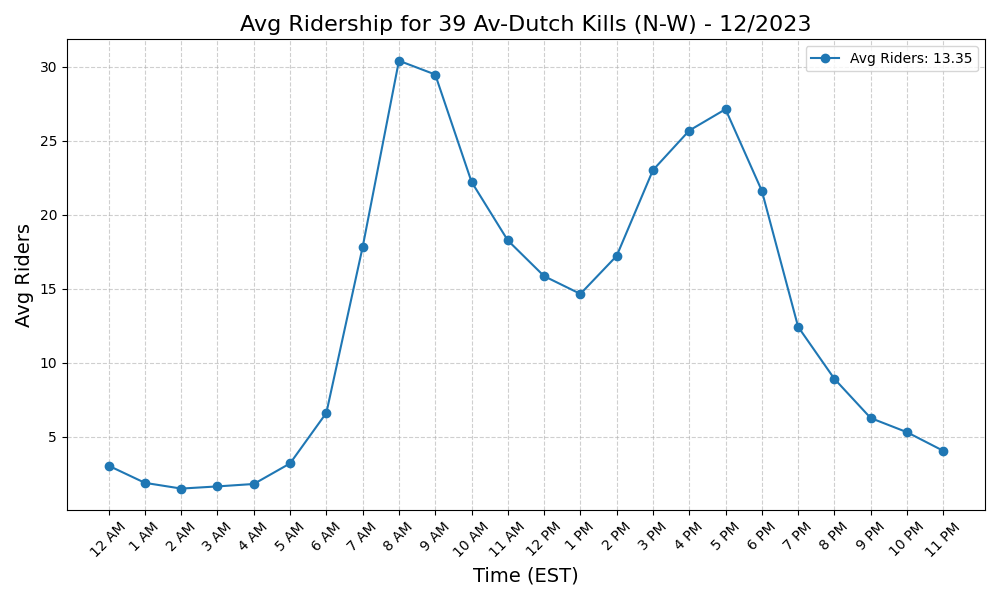 Avg Ridership for 39 Av-Dutch Kills (N-W) - 12/2023
Avg Riders: 13.35
Avg Riders
30
25
20
15
10
5
12 AM
1 AM
2 AM
3 AM
4 AM
5 AM
6 AM
7 AM
8 AM
9 AM
10 AM
11 AM
12 PM
1 PM
2 PM
3 PM
4 PM
5 PM
6 PM
7 PM
8 PM
9 PM
10 PM
11 PM
Time (EST)